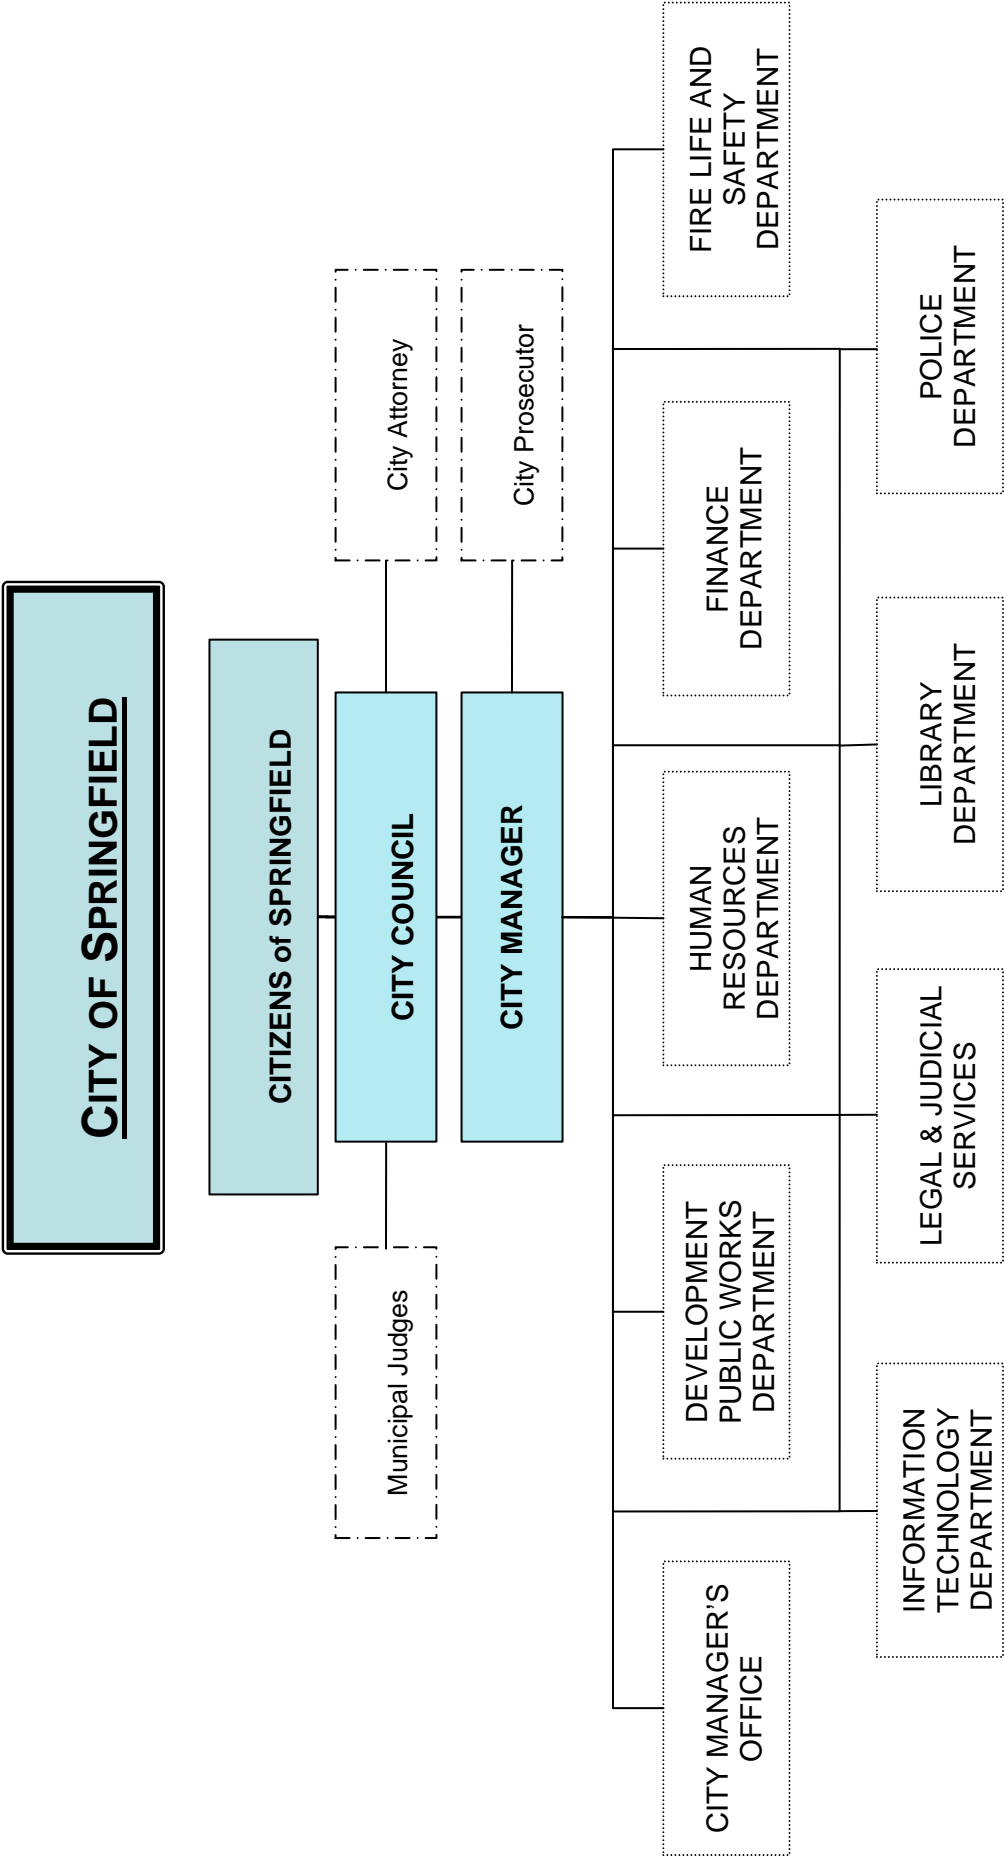 CITY OF SPRINGFIELD
CITIZENS of SPRINGFIELD
Municipal Judges
CITY COUNCIL
City Attorney
CITY MANAGER
City Prosecutor
CITY MANAGER'S
OFFICE
DEVELOPMENT
PUBLIC WORKS
DEPARTMENT
HUMAN
RESOURCES
DEPARTMENT
FINANCE
DEPARTMENT
FIRE LIFE AND
SAFETY
DEPARTMENT
INFORMATION
TECHNOLOGY
DEPARTMENT
LEGAL & JUDICIAL
SERVICES
LIBRARY
DEPARTMENT
POLICE
DEPARTMENT